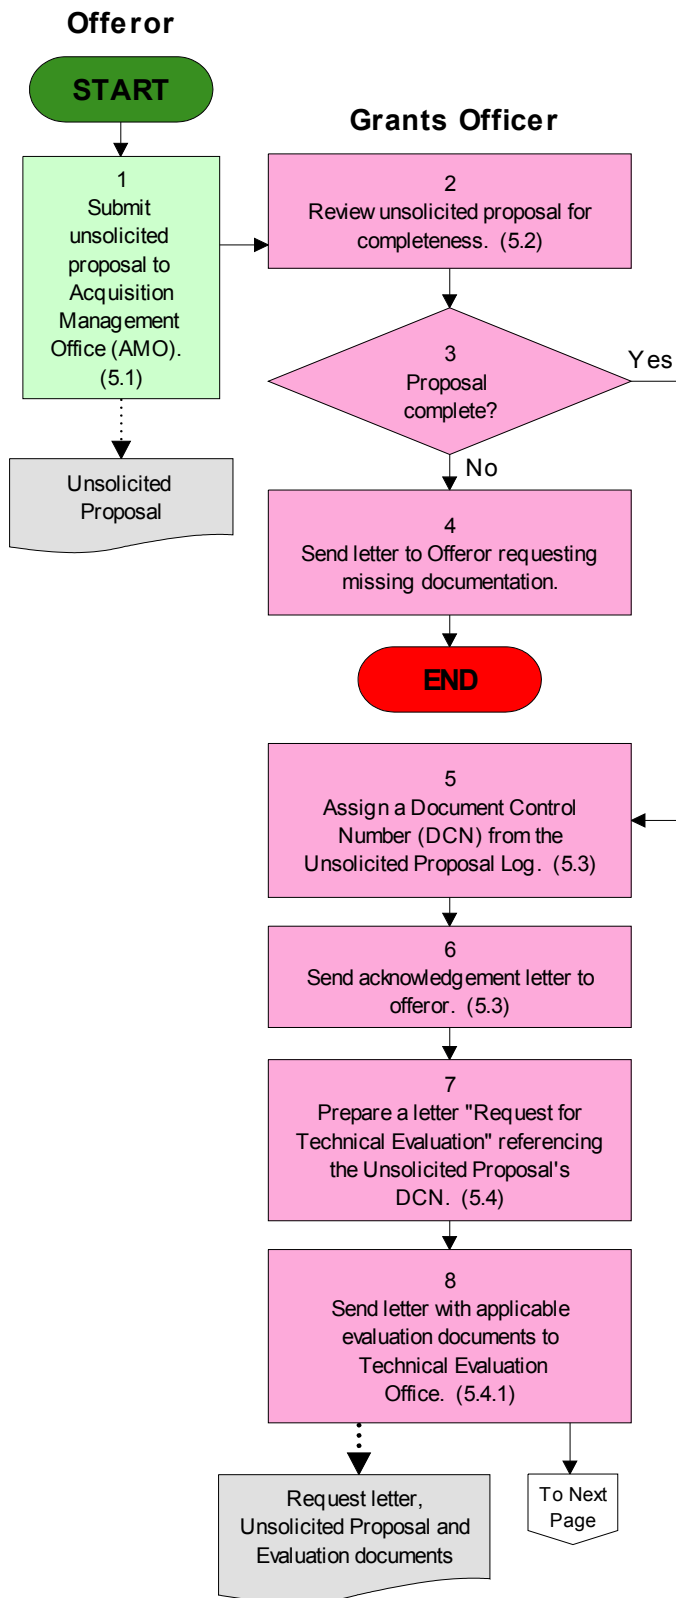 Offeror
START
Grants Officer
1
Submit
unsolicited
proposal to
Acquisition
Management
Office (AMO).
(5.1)
2
Review unsolicited proposal for
completeness. (5.2)
3
Proposal
complete?
Yes
No
Unsolicited
Proposal
4
Send letter to Offeror requesting
missing documentation.
END
5
Assign a Document Control
Number (DCN) from the
Unsolicited Proposal Log. (5.3)
6
Send acknowledgement letter to
offeror. (5.3)
7
Prepare a letter "Request for
Technical Evaluation" referencing
the Unsolicited Proposal's
DCN. (5.4)
8
Send letter with applicable
evaluation documents to
Technical Evaluation
Office. (5.4.1)
Request letter,
Unsolicited Proposal and
Evaluation documents
To Next
Page